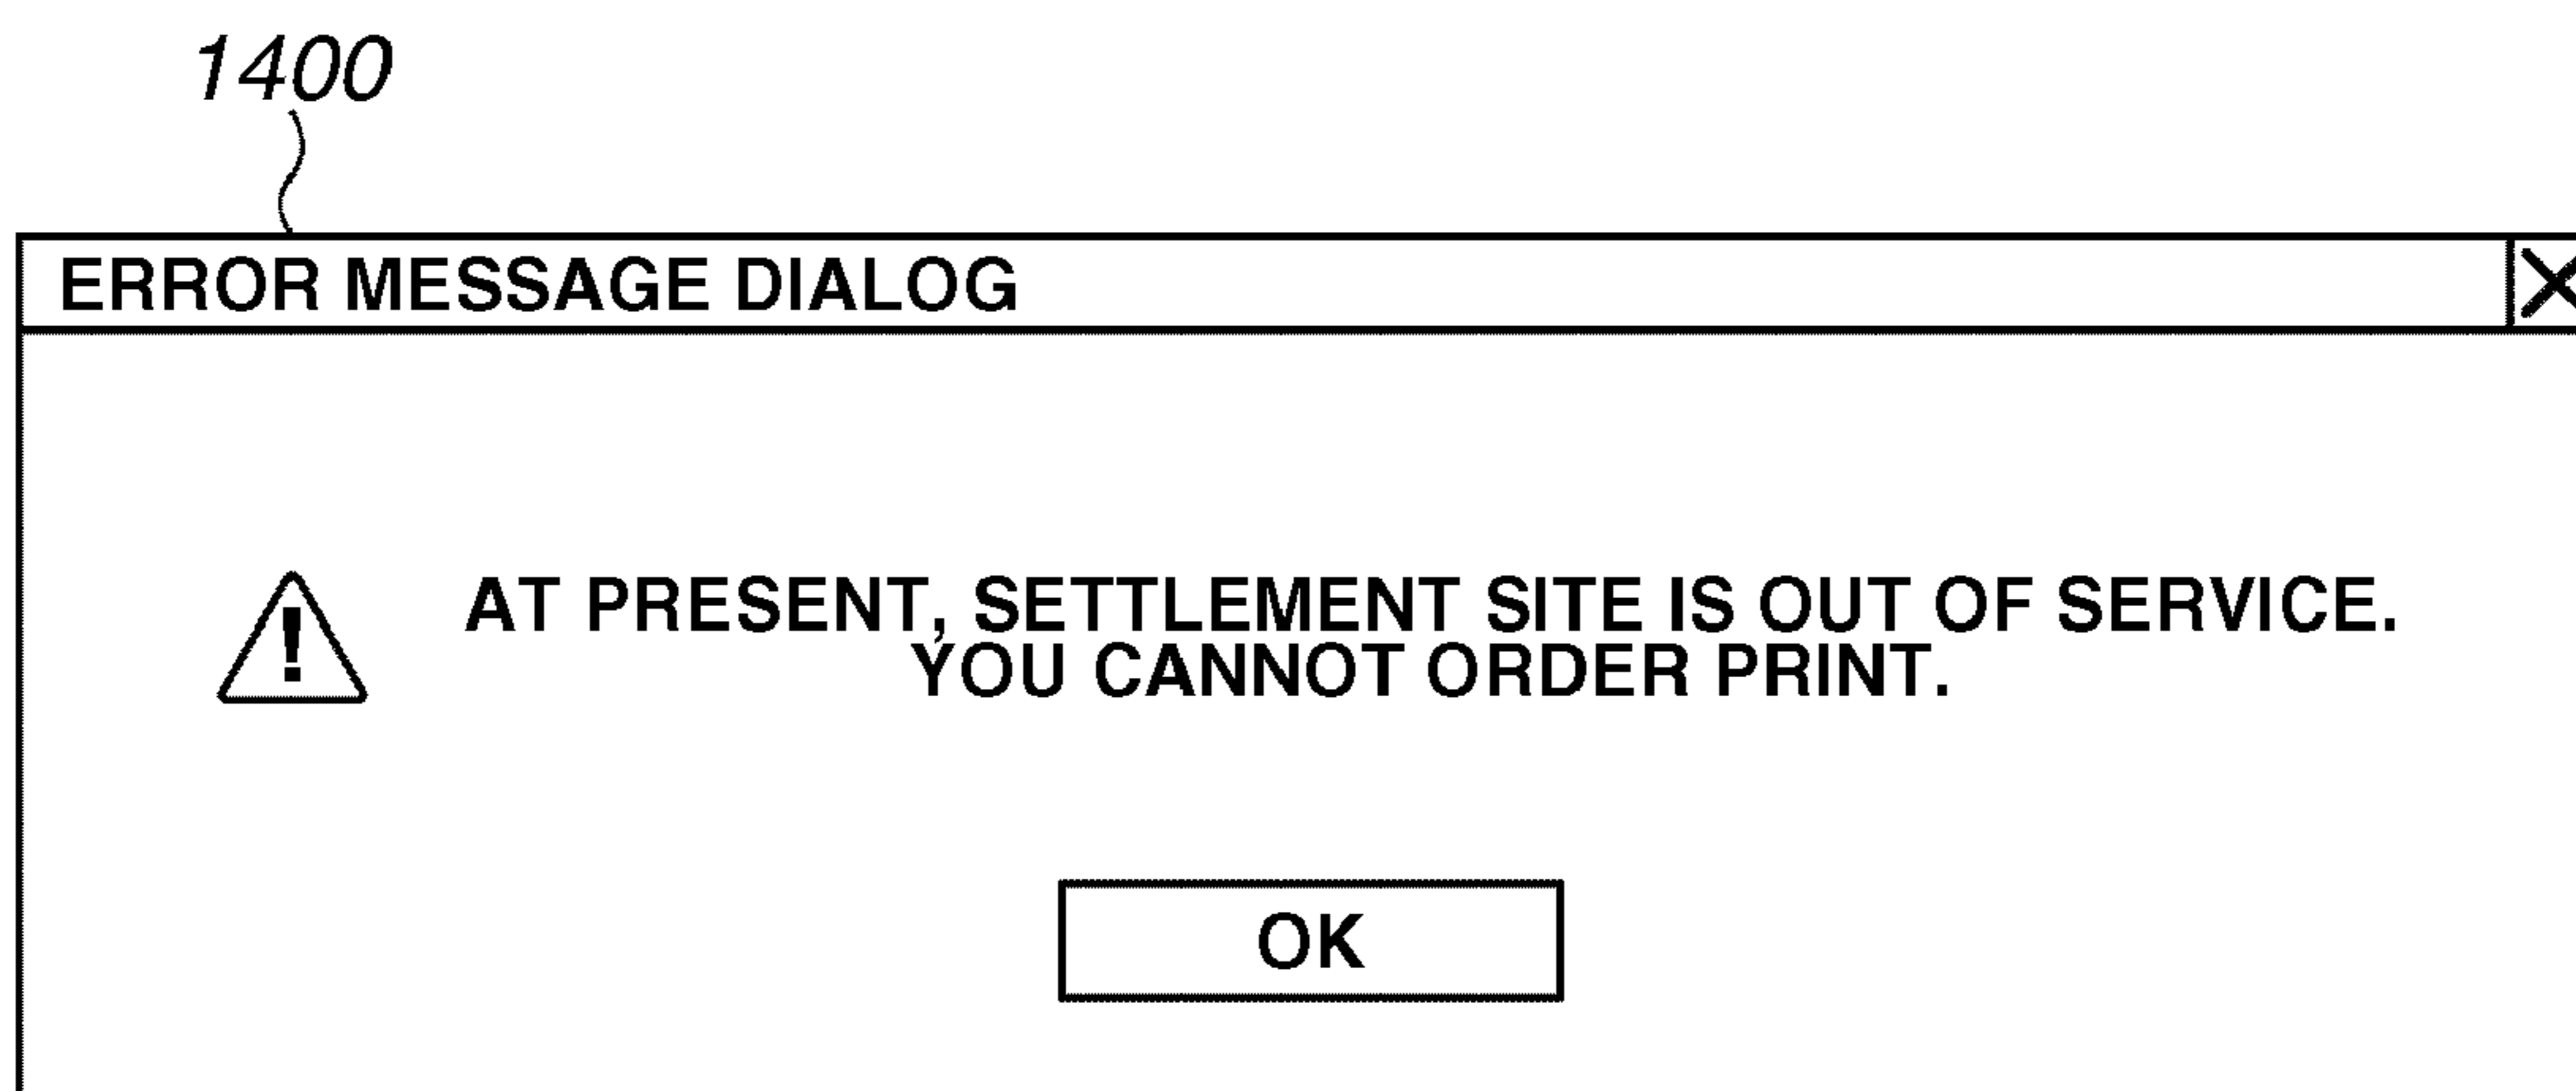 1400
ERROR MESSAGE DIALOG
AT PRESENT, SETTLEMENT SITE IS OUT OF SERVICE.
YOU CANNOT ORDER PRINT.
OK